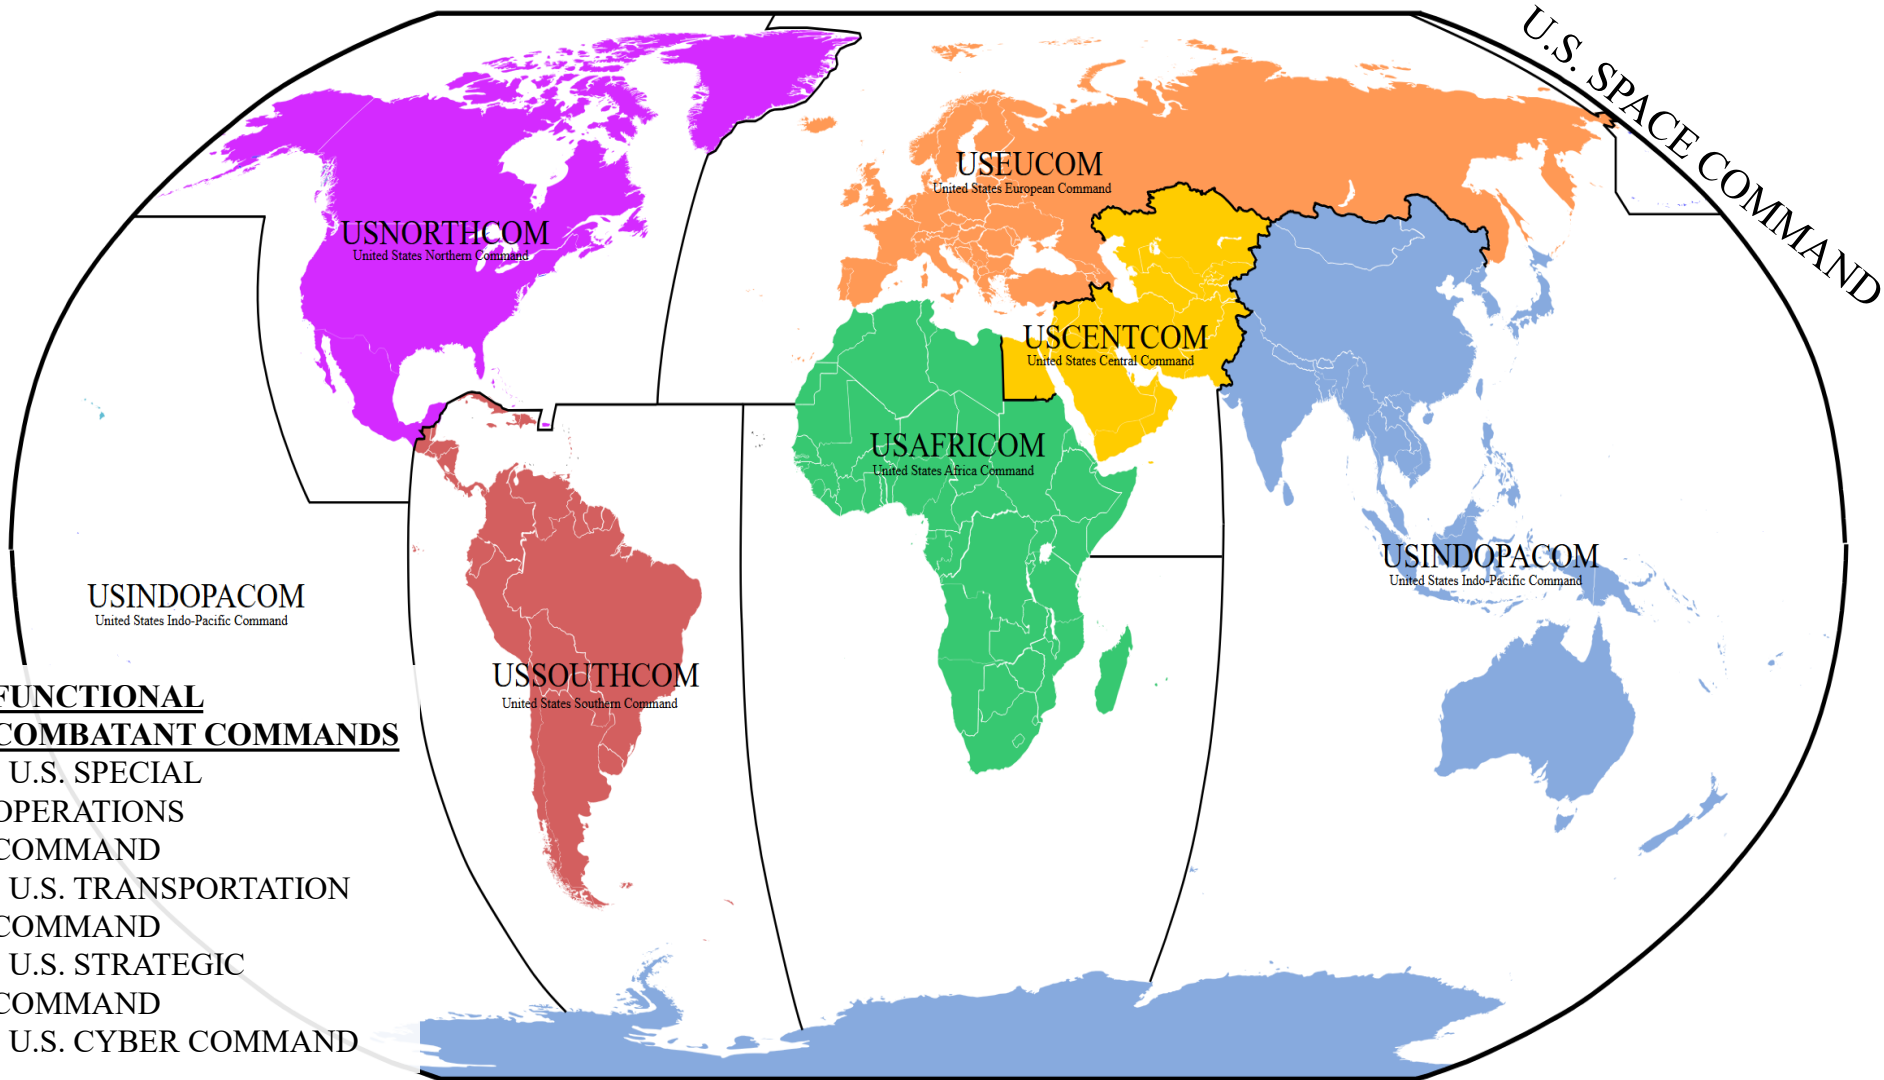 U.S. SPACE COMMAND
USEUCOM
United States European Command
USNORTHCOM
United States Northern Command
USCENTCOM
United States Central Command
USAFRICOM
United States Africa Command
USINDOPACOM
United States Indo-Pacific Command
USINDOPACOM
United States Indo-Pacific Command
USSOUTHCOM
United States Southern Command
FUNCTIONAL
COMBATANT COMMANDS
U.S. SPECIAL
OPERATIONS
COMMAND
U.S. TRANSPORTATION
COMMAND
U.S. STRATEGIC
COMMAND
U.S. CYBER COMMAND